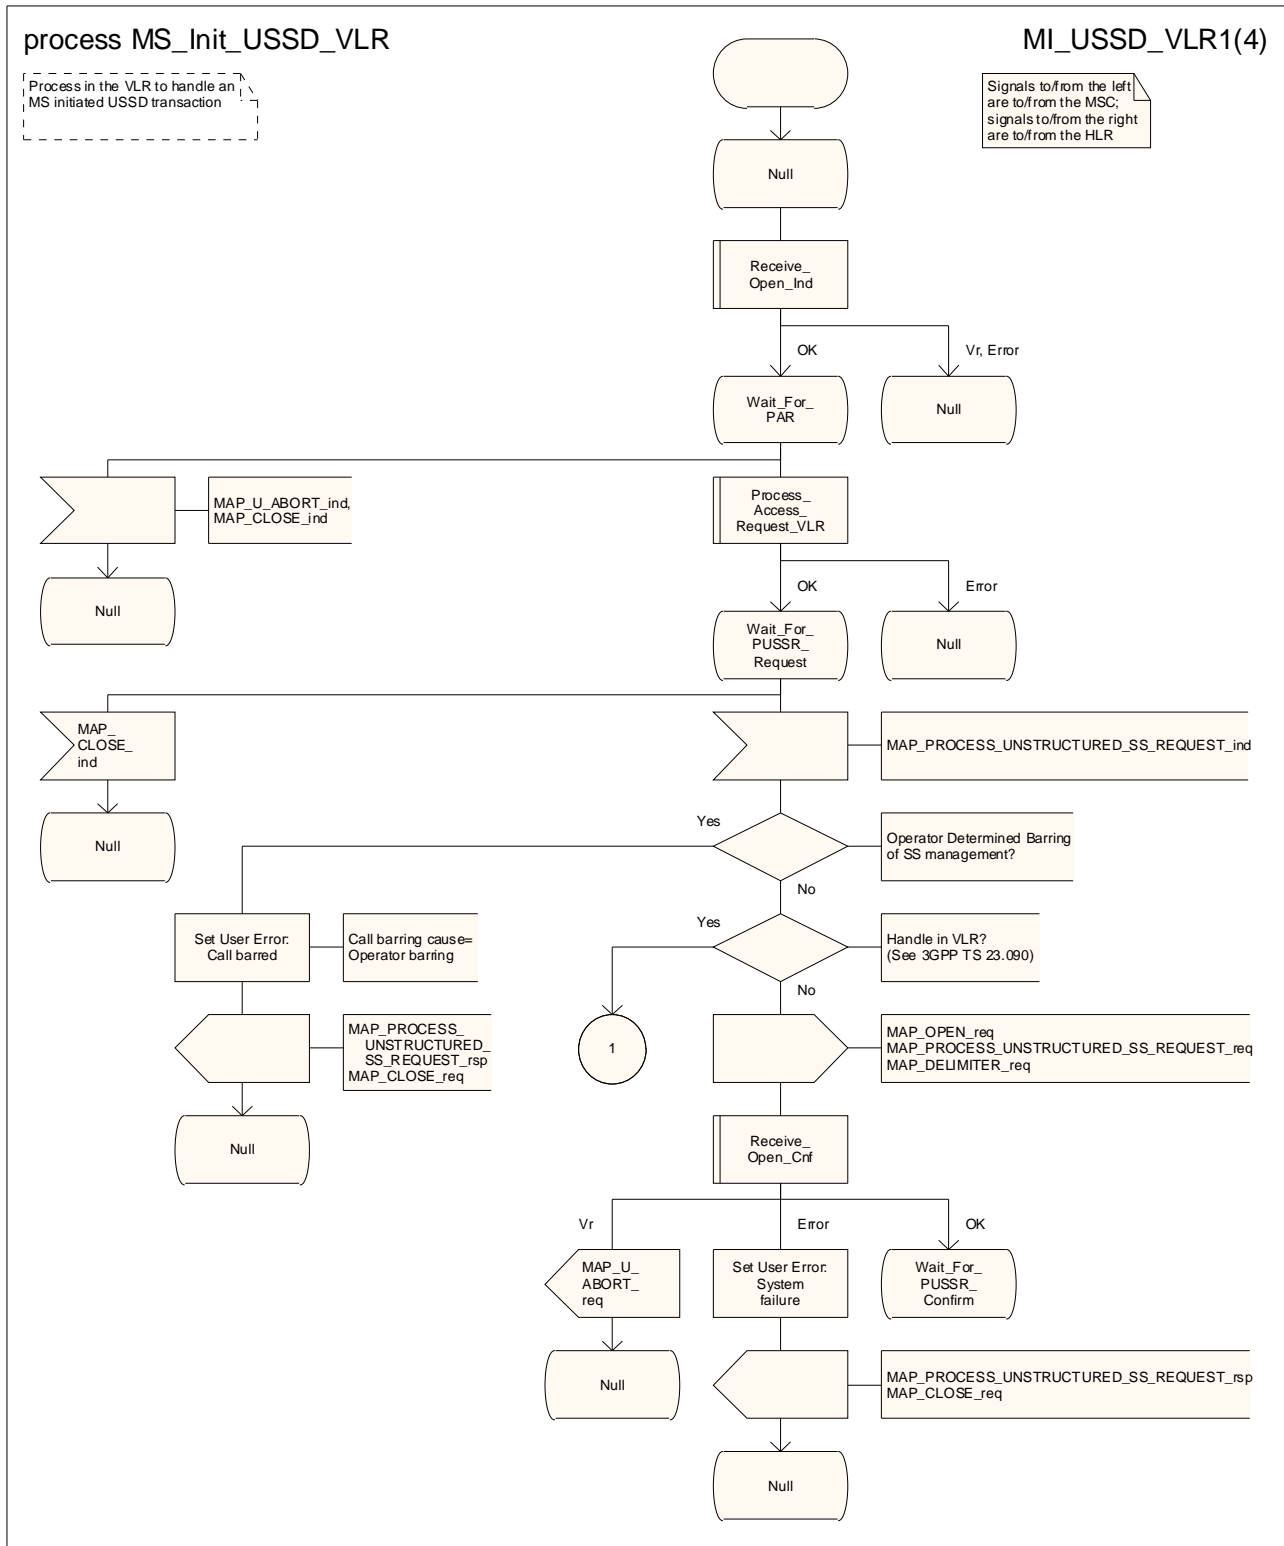 process MS_Init_USSD_VLR
MI_USSD_VLR1(4)
Process in the VLR to handle an
MS initiated USSD transaction
Signals to/from the left
are to/from the MSC;
signals to/from the right
are to/from the HLR
Null
Receive_
Open_Ind
OK
Vr, Error
Wait_For_
PAR
Null
MAP_U_ABORT_ind,
MAP_CLOSE_ind
Process_
Access_
Request_VLR
OK
Error
Null
Wait_For_
PUSSR_
Request
Null
MAP_
CLOSE_
ind
MAP_PROCESS_UNSTRUCTURED_SS_REQUEST_ind
Null
Yes
Operator Determined Barring
of SS management?
No
Set User Error:
Call barred
Call barring cause=
Operator barring
Yes
Handle in VLR?
(See 3GPP TS 23.090)
No
MAP_PROCESS_
UNSTRUCTURED_
SS_REQUEST_rsp
MAP_CLOSE_req
1
MAP_OPEN_req
MAP_PROCESS_UNSTRUCTURED_SS_REQUEST_req
MAP_DELIMITER_req
Null
Receive_
Open_Cnf
Vr
Error
OK
MAP_U_
ABORT_
req
Set User Error:
System
failure
Wait_For_
PUSSR_
Confirm
Null
MAP_PROCESS_UNSTRUCTURED_SS_REQUEST_rsp
MAP_CLOSE_req
Null